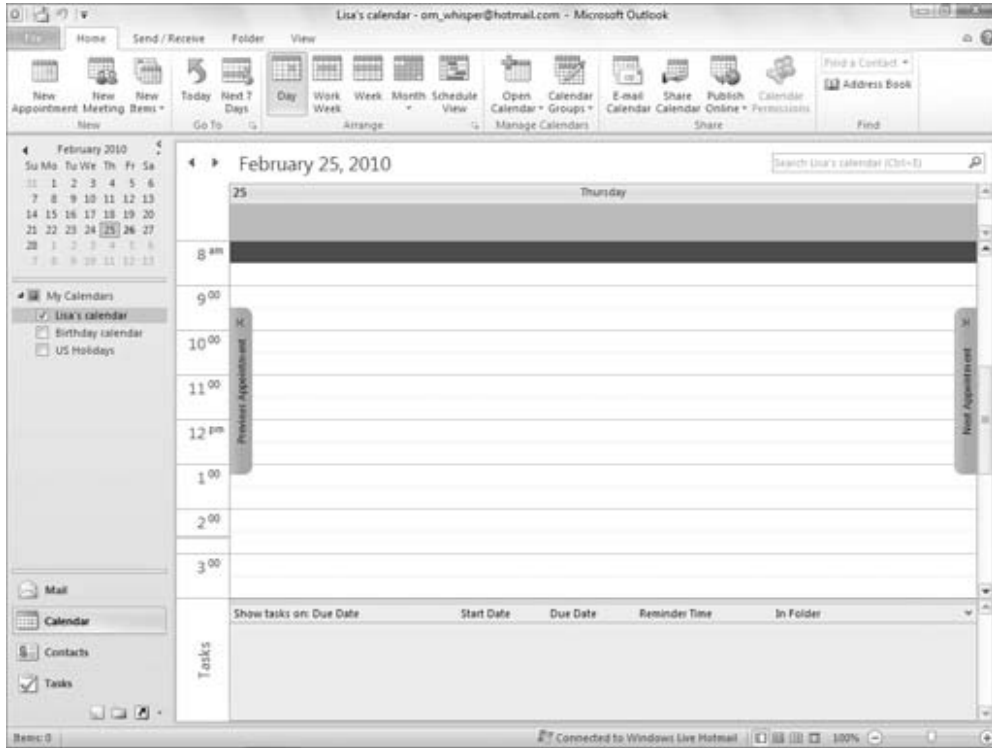 Lisa's calendar - om_whisper@hotmail.com - Microsoft Outlook
File Home Send / Receive Folder View
New Appointment New Meeting New Items Today Next 7 Days Day Work Week Week Month Schedule View Open Calendar Calendar Groups E-mail Calendar Share Calendar Publish Online Calendar Permissions Find a Contact Address Book
New Go To Arrange Manage Calendars Share Find
February 2010
Su Mo Tu We Th Fr Sa
31 1 2 3 4 5 6
7 8 9 10 11 12 13
14 15 16 17 18 19 20
21 22 23 24 25 26 27
28 1 2 3 4 5 6
7 8 9 10 11 12 13
My Calendars
Lisa's calendar
Birthday calendar
US Holidays
Mail
Calendar
Contacts
Tasks
February 25, 2010
Search Lisa's calendar (Ctrl+E)
25 Thursday
8 am
9 00
10 00
11 00
12 pm
1 00
2 00
3 00
Previous Appointment
Next Appointment
Tasks
Show tasks on: Due Date Start Date Due Date Reminder Time In Folder
Items: 0 Connected to Windows Live Hotmail 100%